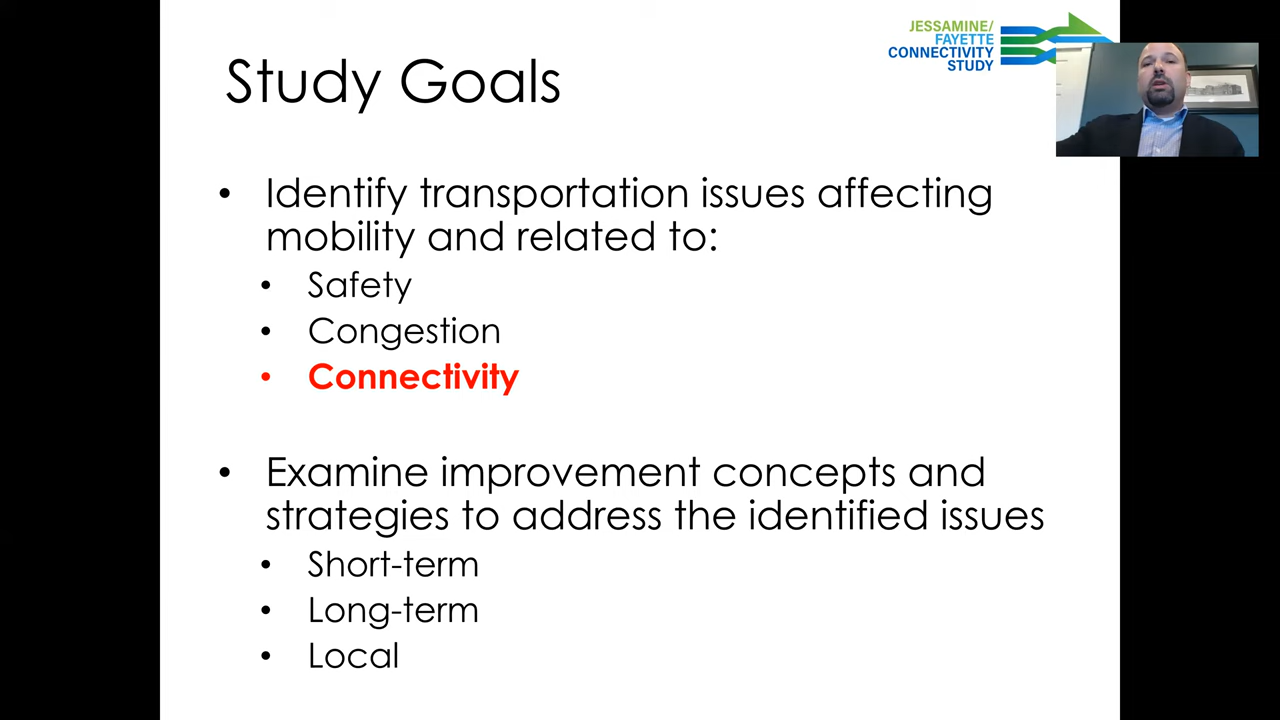 JESSAMINE/
FAYETTE
CONNECTIVITY
STUDY
Study Goals
• Identify transportation issues affecting
mobility and related to:
• Safety
• Congestion
• Connectivity
• Examine improvement concepts and
strategies to address the identified issues
• Short-term
• Long-term
• Local